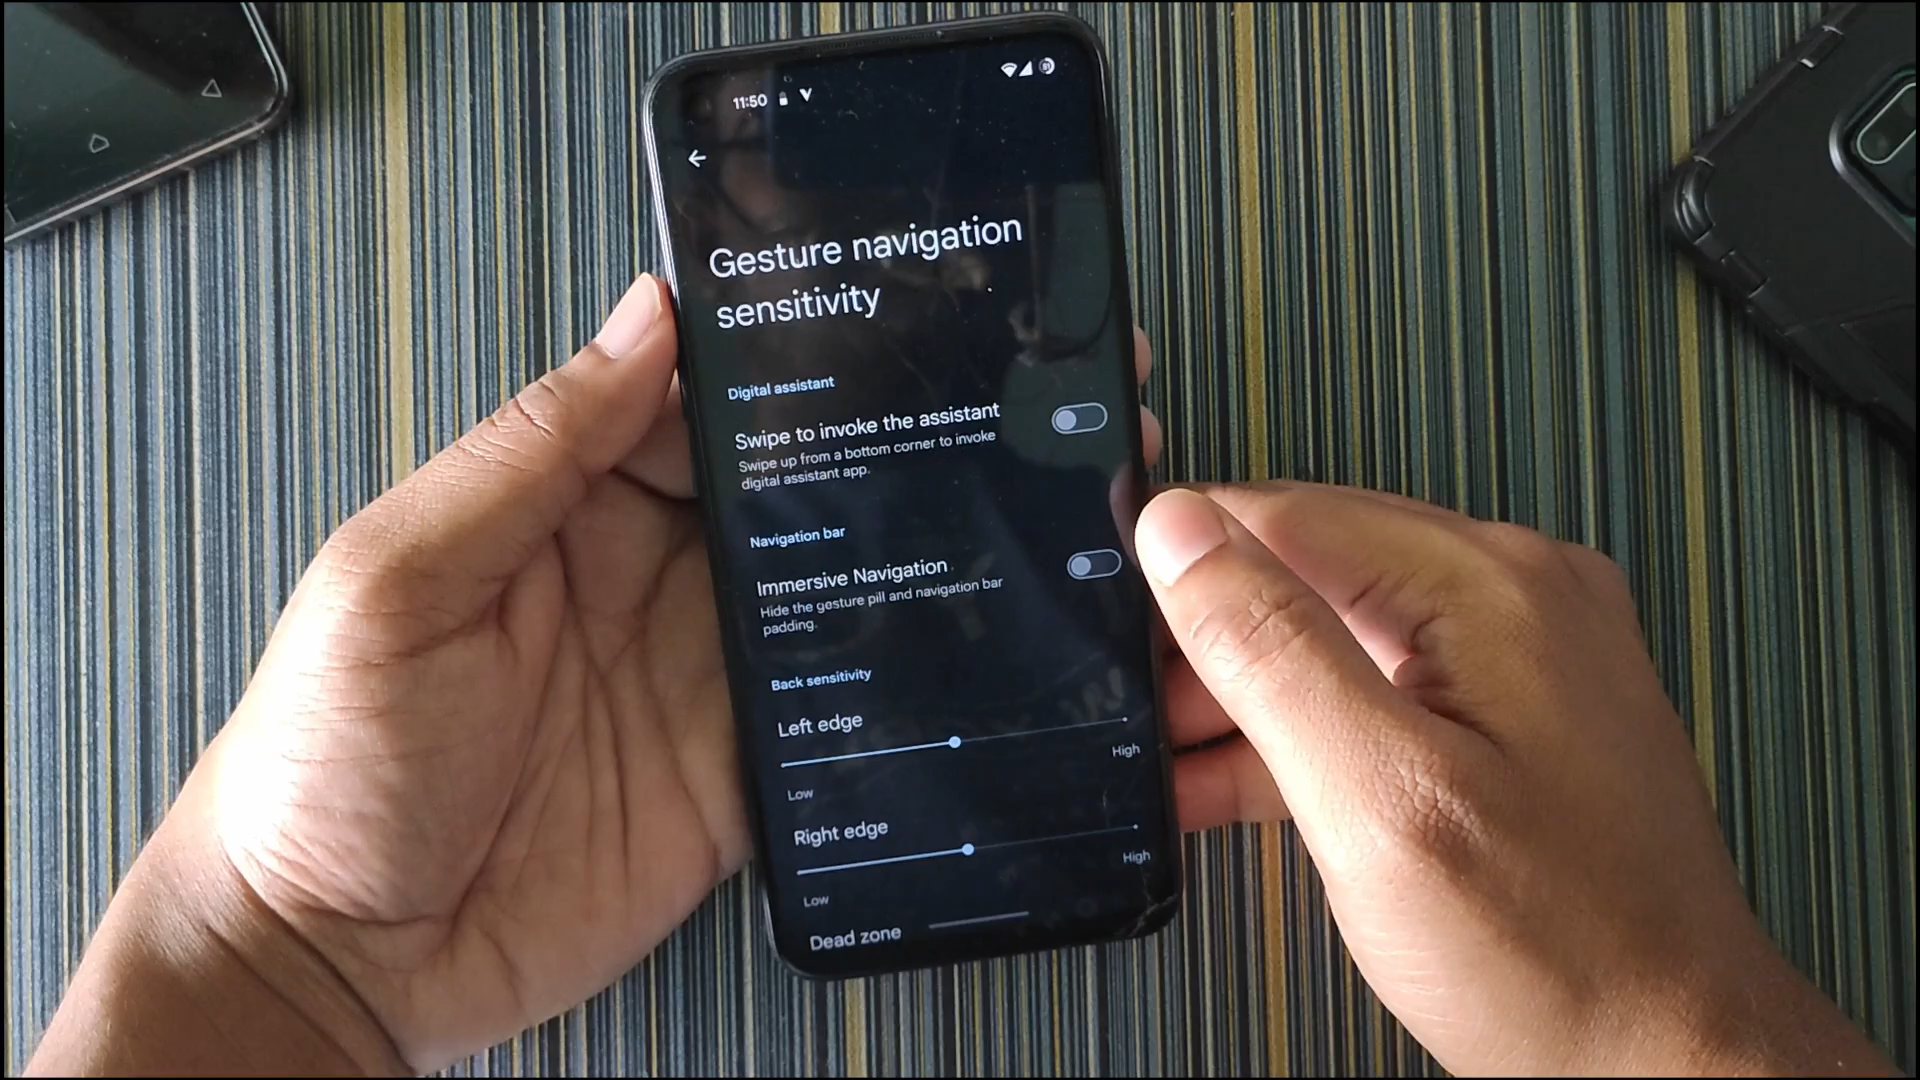 11:50
51
Gesture navigation
sensitivity
Digital assistant
Swipe to invoke the assistant
Swipe up from a bottom corner to invoke
digital assistant app.
Navigation bar
Immersive Navigation
Hide the gesture pill and navigation bar
padding.
Back sensitivity
Left edge
High
Low
Right edge
High
Low
Dead zone